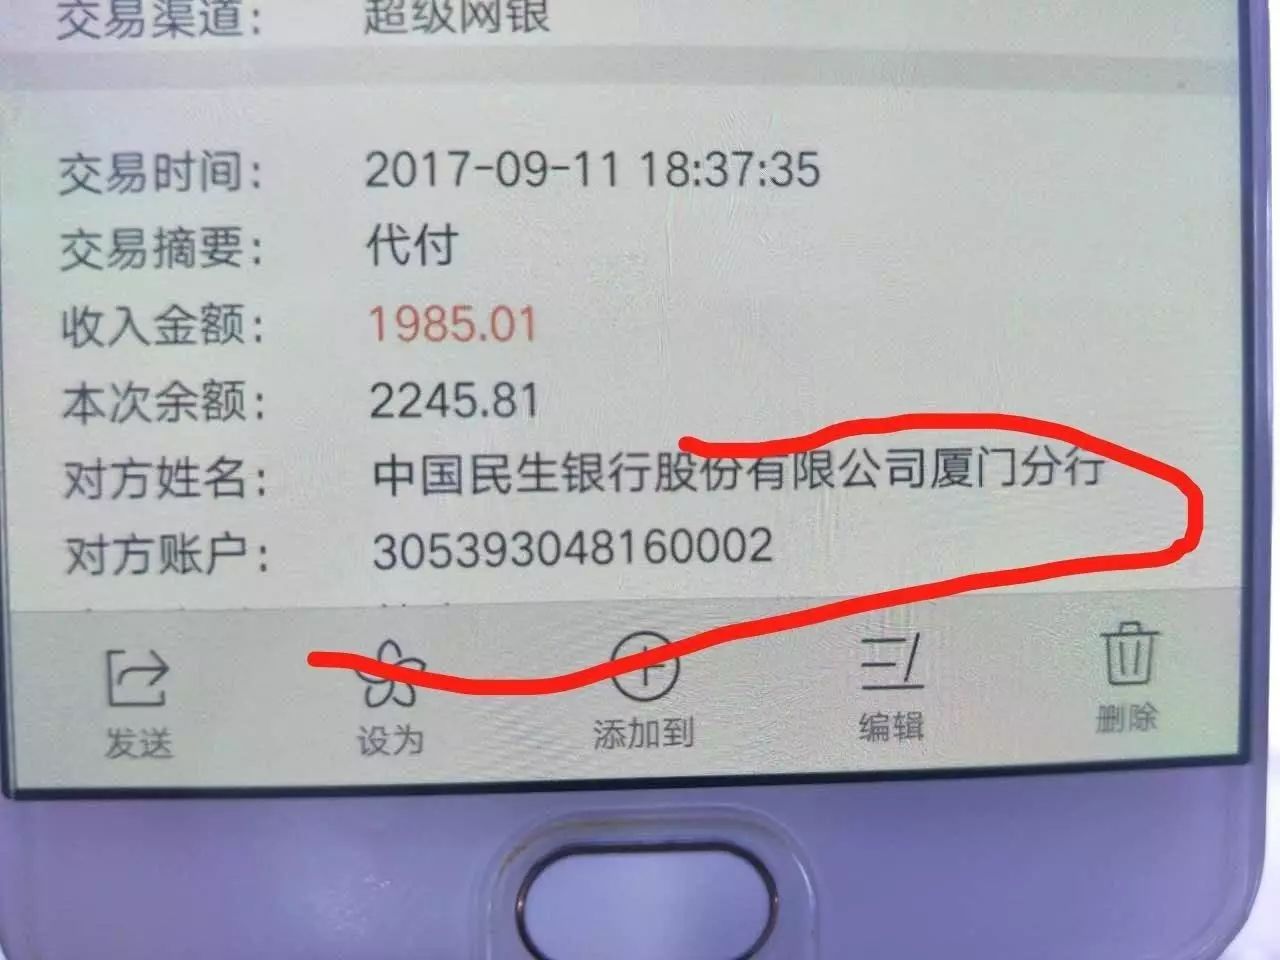 交易渠道: 超级网银
交易时间: 2017-09-11 18:37:35
交易摘要: 代付
收入金额: 1985.01
本次余额: 2245.81
对方姓名: 中国民生银行股份有限公司厦门分行
对方账户: 305393048160002
发送 设为 添加到 编辑 删除